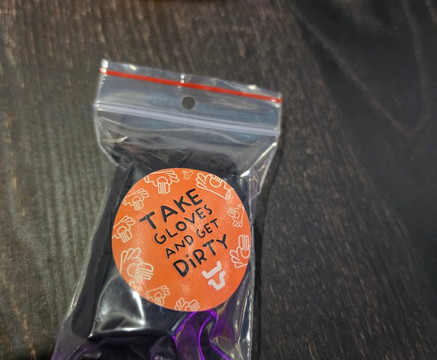 TAKE
GLOVES
AND GET
DiRTY